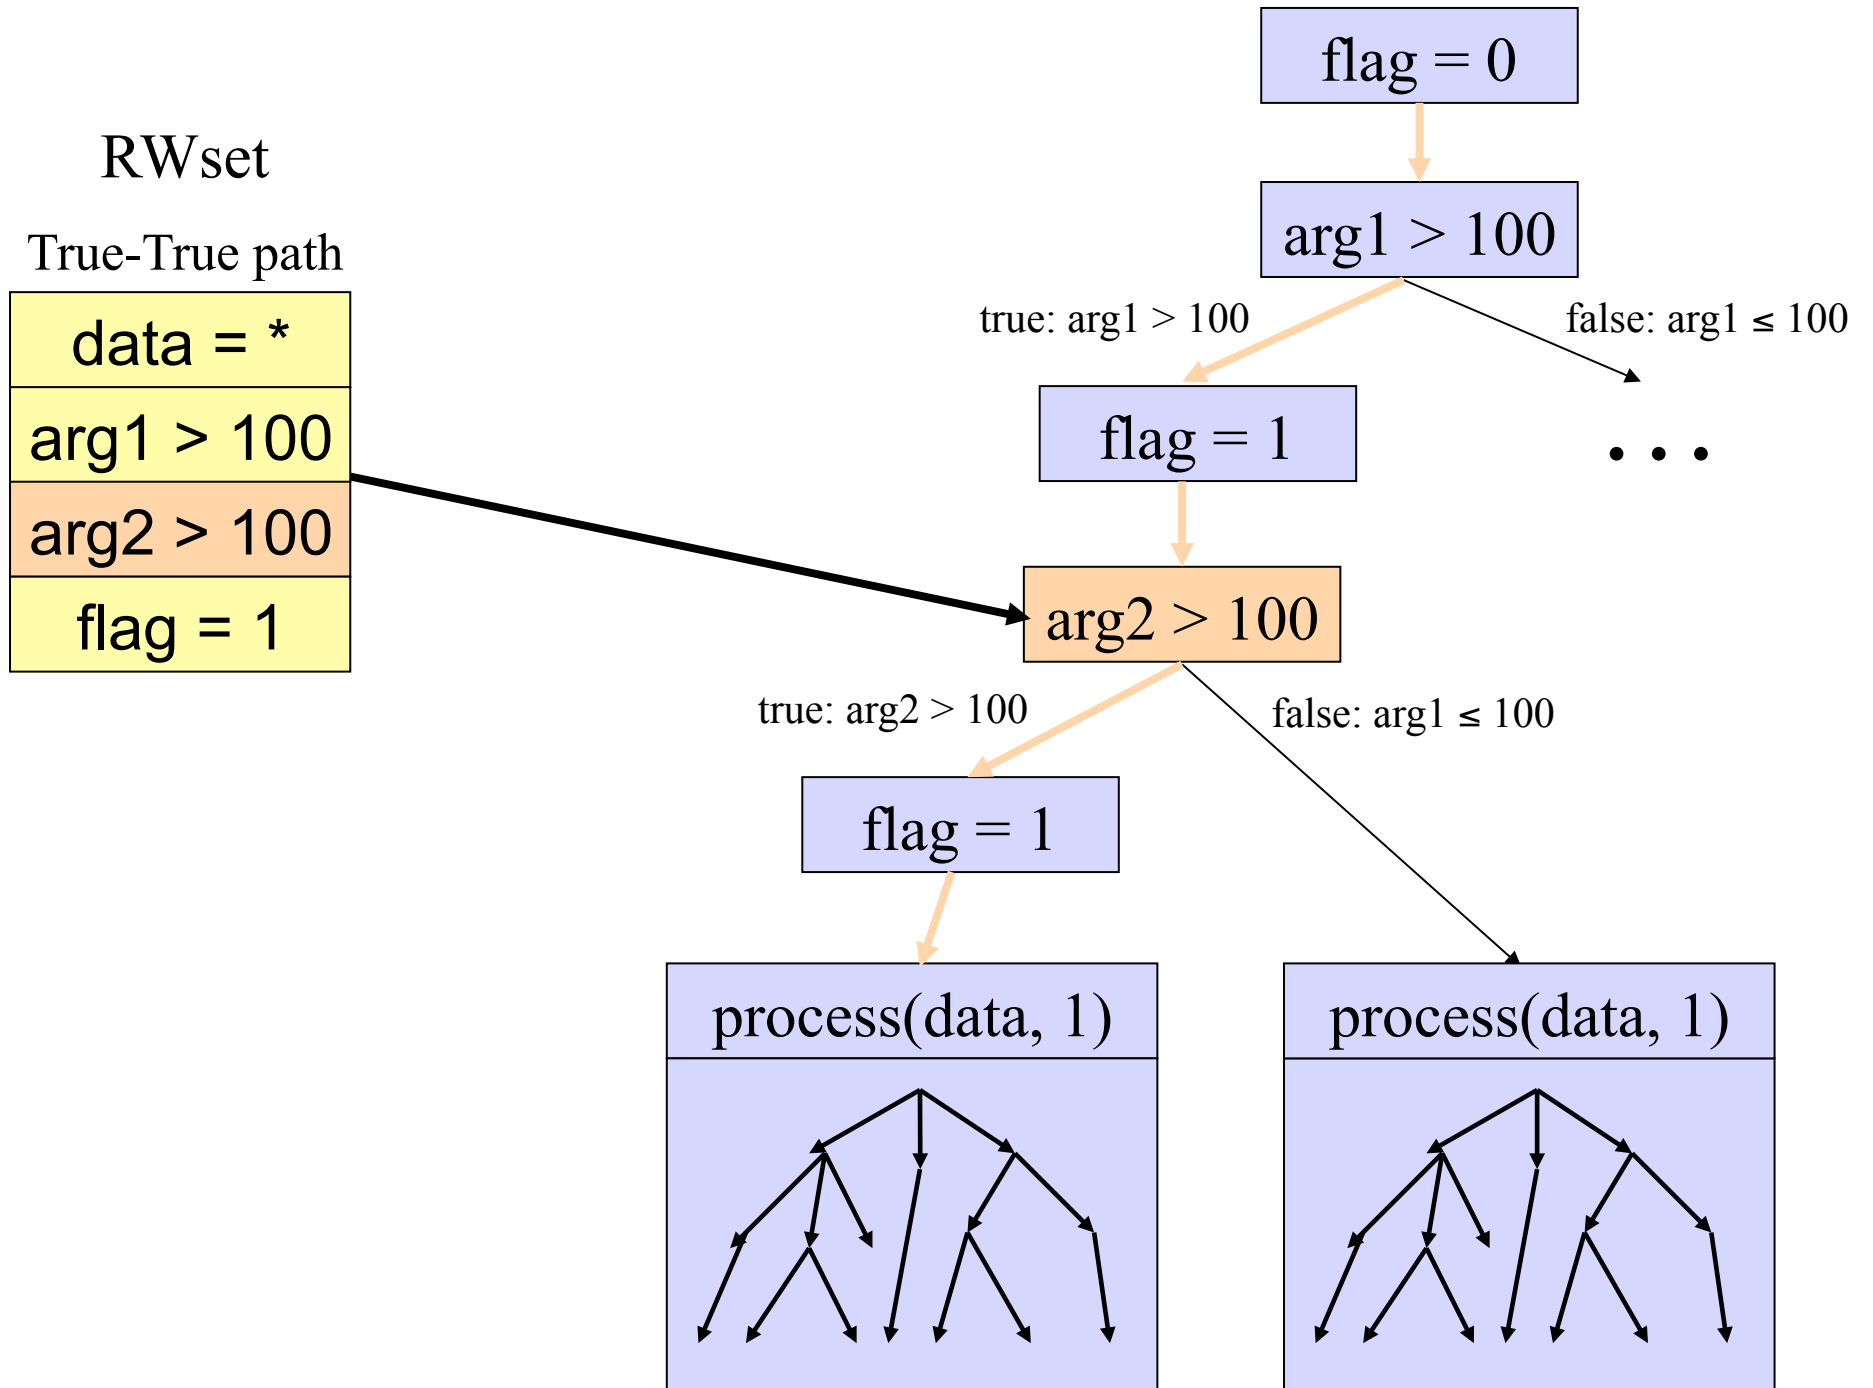 RWset
True-True path
data = *
arg1 > 100
arg2 > 100
flag = 1
flag = 0
arg1 > 100
true: arg1 > 100
false: arg1 ≤ 100
flag = 1
. . .
arg2 > 100
true: arg2 > 100
false: arg1 ≤ 100
flag = 1
process(data, 1)
process(data, 1)